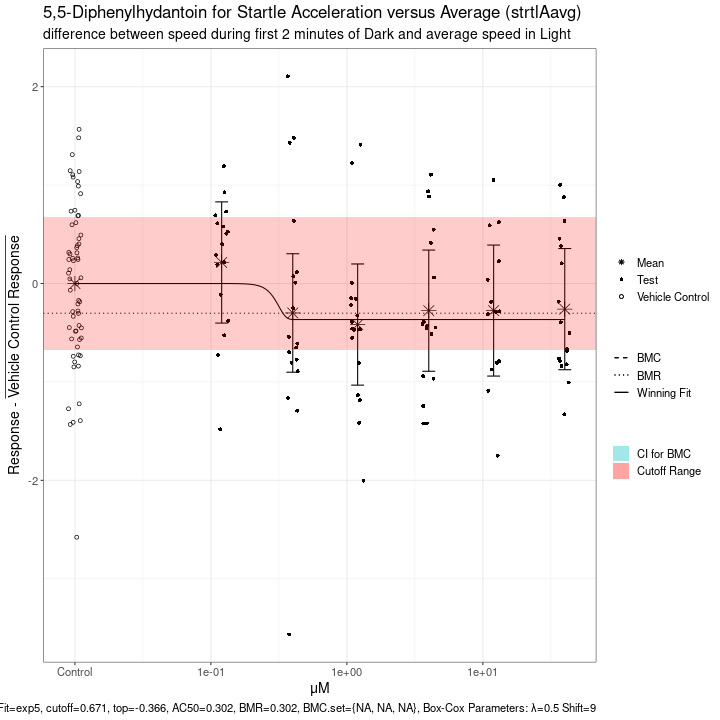 5,5-Diphenylhydantoin for Startle Acceleration versus Average (strtlAavg)
difference between speed during first 2 minutes of Dark and average speed in Light
Response - Vehicle Control Response
2
0
-2
Control
1e-01
1e+00
1e+01
μM
Mean
Test
Vehicle Control
BMC
BMR
Winning Fit
CI for BMC
Cutoff Range
Fit=exp5, cutoff=0.671, top=-0.366, AC50=0.302, BMR=0.302, BMC.set={NA, NA, NA}, Box-Cox Parameters: λ=0.5 Shift=9